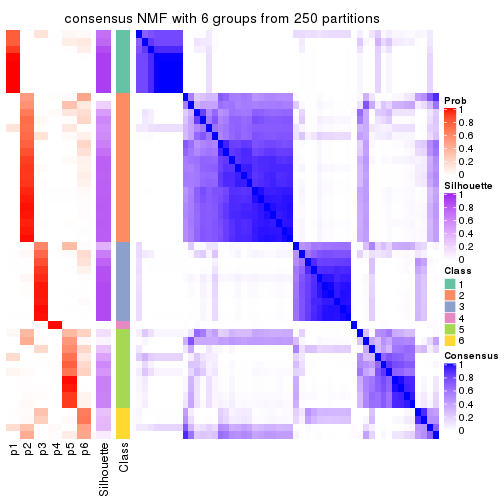 consensus NMF with 6 groups from 250 partitions
Prob
1
0.8
0.6
0.4
0.2
0
Silhouette
1
0.8
0.6
0.4
0.2
0
Class
1
2
3
4
5
6
Consensus
1
0.8
0.6
0.4
0.2
0
p1
p2
p3
p4
p5
p6
Silhouette
Class